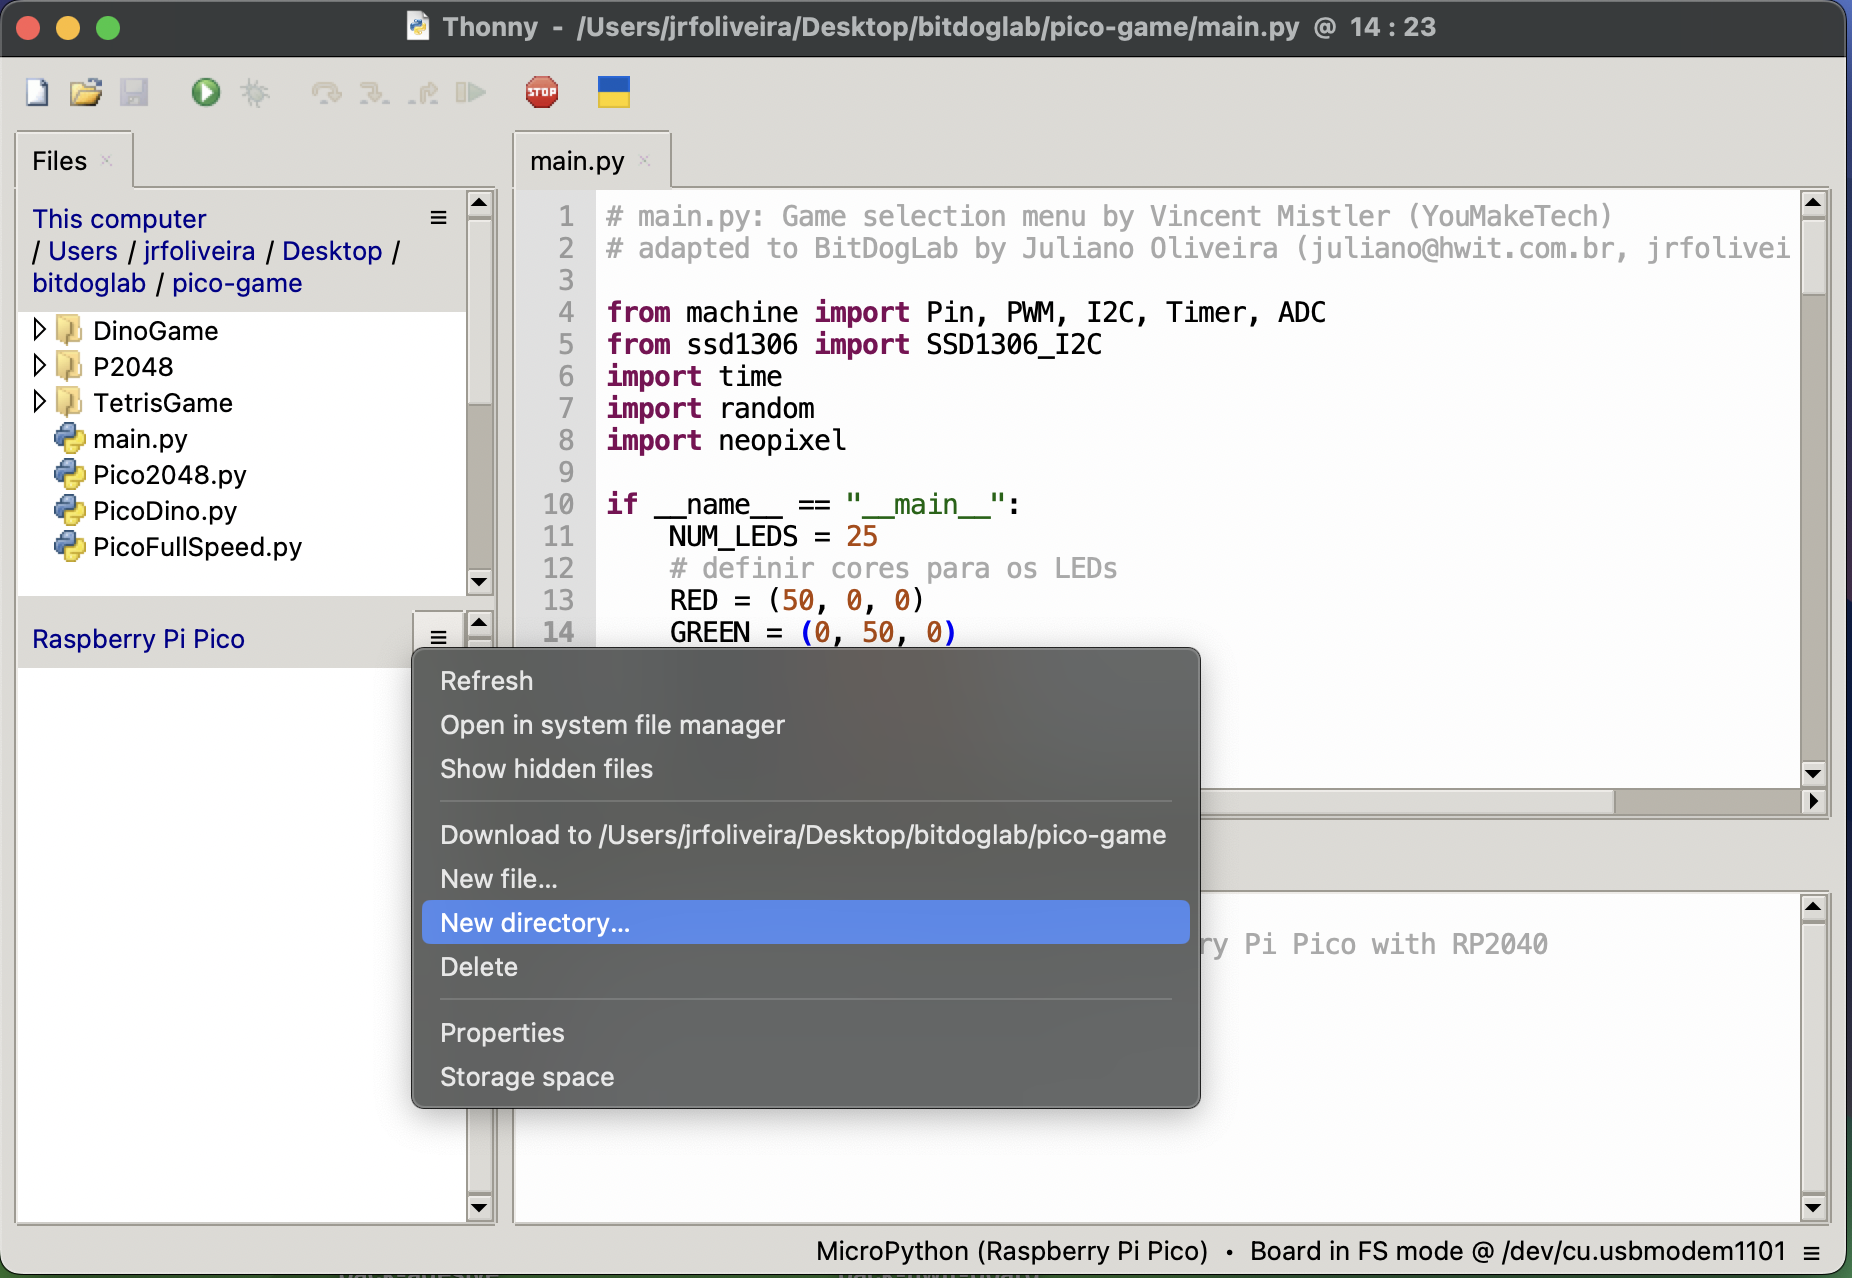 Thonny - /Users/jrfoliveira/Desktop/bitdoglab/pico-game/main.py @ 14 : 23
STOP
Files
This computer
/ Users / jrfoliveira / Desktop /
bitdoglab / pico-game
DinoGame
P2048
TetrisGame
main.py
Pico2048.py
PicoDino.py
PicoFullSpeed.py
Raspberry Pi Pico
main.py
1 # main.py: Game selection menu by Vincent Mistler (YouMakeTech)
2 # adapted to BitDogLab by Juliano Oliveira (juliano@hwit.com.br, jrfolivei
3
4 from machine import Pin, PWM, I2C, Timer, ADC
5 from ssd1306 import SSD1306_I2C
6 import time
7 import random
8 import neopixel
9
10 if __name__ == "__main__":
11 NUM_LEDS = 25
12 # definir cores para os LEDs
13 RED = (50, 0, 0)
14 GREEN = (0, 50, 0)
Refresh
Open in system file manager
Show hidden files
Download to /Users/jrfoliveira/Desktop/bitdoglab/pico-game
New file...
New directory...
Delete
Properties
Storage space
ry Pi Pico with RP2040
MicroPython (Raspberry Pi Pico) • Board in FS mode @ /dev/cu.usbmodem1101